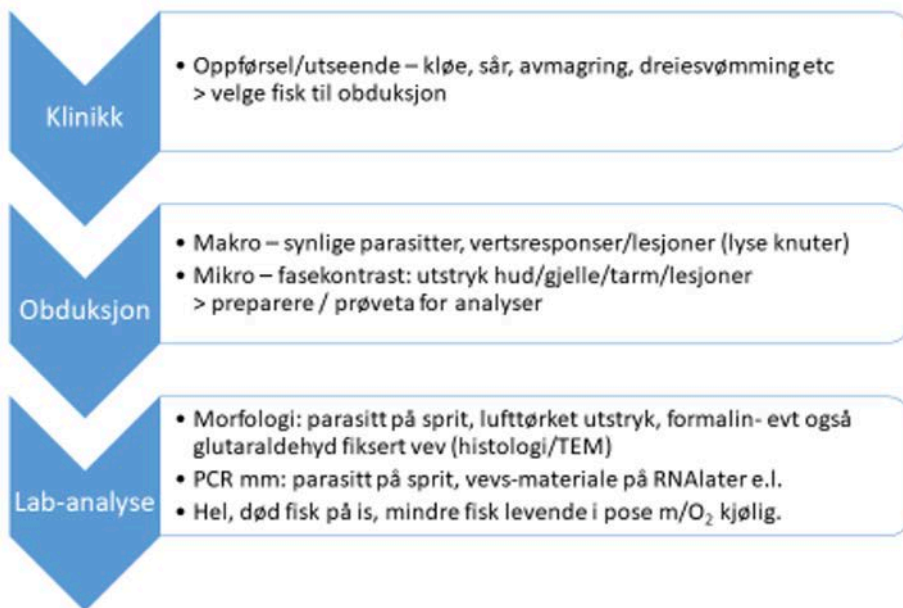 Klinikk
• Oppførsel/utseende – kløe, sår, avmagring, dreiesvømming etc
> velge fisk til obduksjon
Obduksjon
• Makro – synlige parasitter, vertsresponser/lesjoner (lyse knuter)
• Mikro – fasekontrast: utstryk hud/gjelle/tarm/lesjoner
> preparere / prøveta for analyser
Lab-analyse
• Morfologi: parasitt på sprit, lufttørket utstryk, formalin- evt også
glutaraldehyd fiksert vev (histologi/TEM)
• PCR mm: parasitt på sprit, vevs-materiale på RNAlater e.l.
• Hel, død fisk på is, mindre fisk levende i pose m/O₂ kjølig.